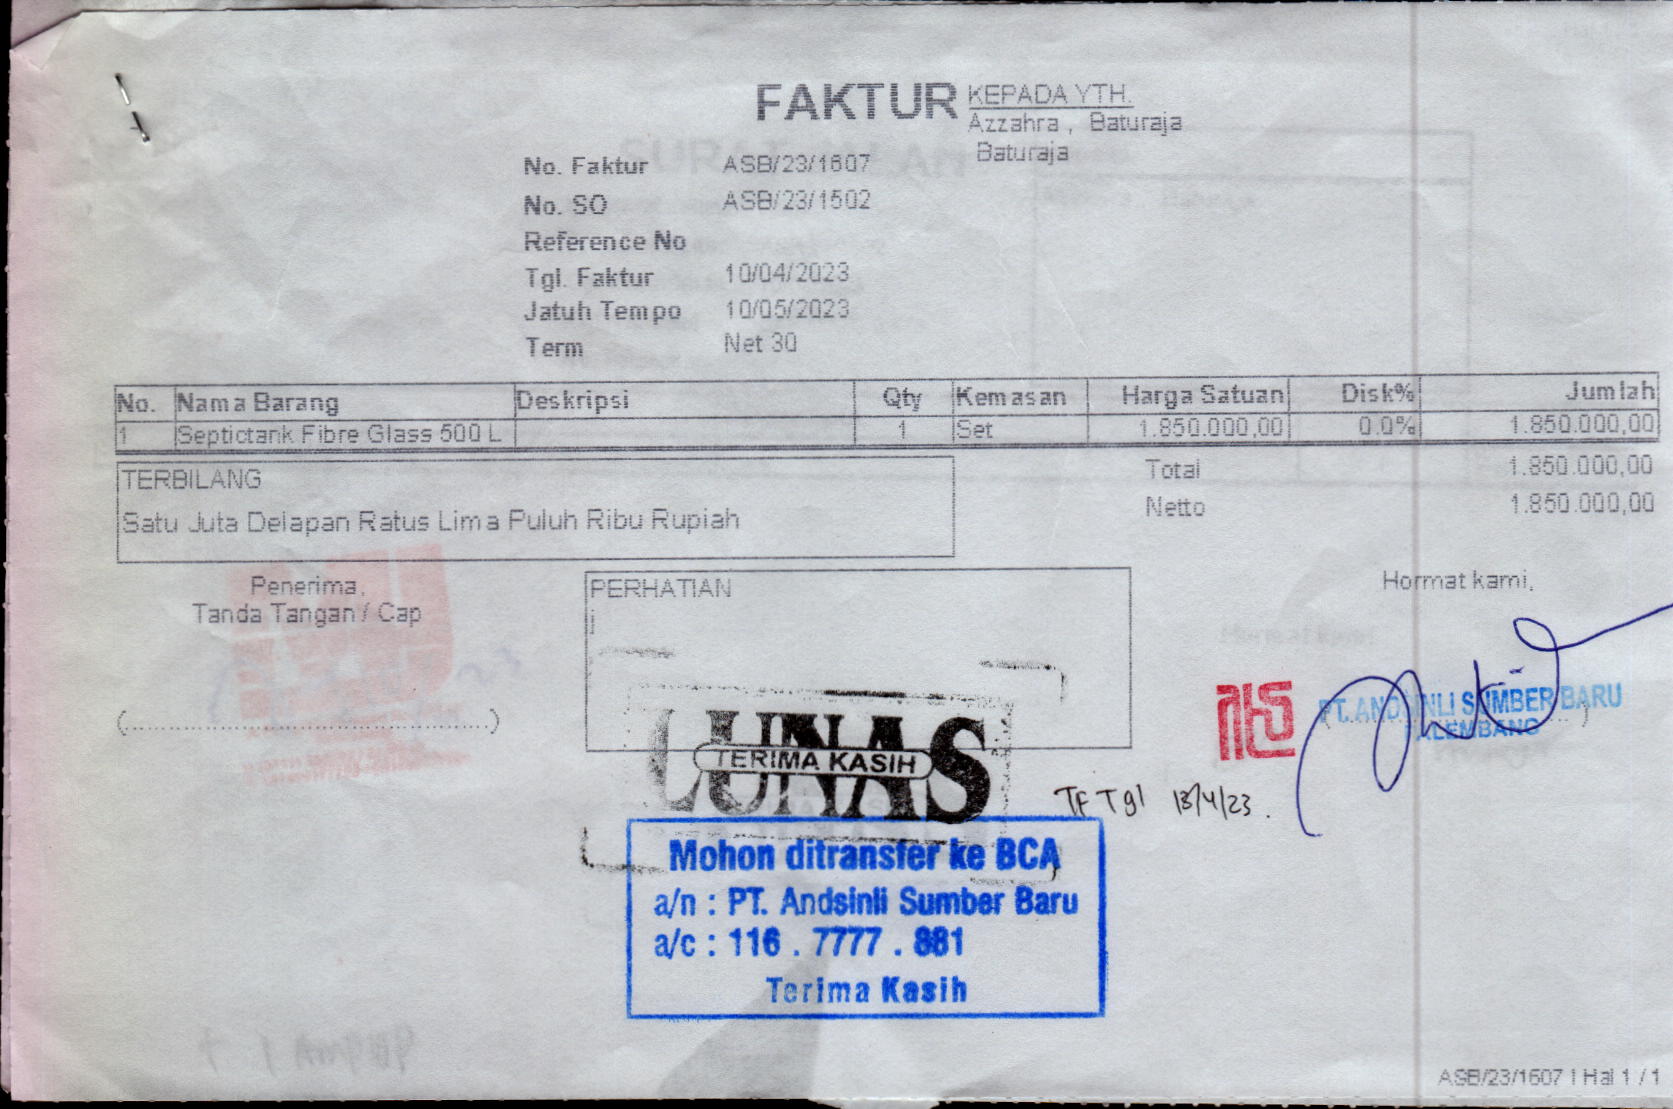 FAKTUR
KEPADA YTH.
Azzahra , Baturaja
Baturaja
No. Faktur ASB/23/1607
No. SO ASB/23/1502
Reference No
Tgl. Faktur 10/04/2023
Jatuh Tempo 10/05/2023
Term Net 30
No. Nama Barang Deskripsi Qty Kemasan Harga Satuan Disk% Jumlah
1 Septictank Fibre Glass 500 L 1 Set 1.850.000,00 0.0% 1.850.000,00
TERBILANG
Satu Juta Delapan Ratus Lima Puluh Ribu Rupiah
Total 1.850.000,00
Netto 1.850.000,00
Penerima,
Tanda Tangan / Cap
(..................................................)
PERHATIAN
Hormat kami,
PT. ANDSINLI SUMBER BARU
PALEMBANG
LUNAS
TERIMA KASIH
TF Tgl 13/4/23 .
Mohon ditransfer ke BCA
a/n : PT. Andsinli Sumber Baru
a/c : 116 . 7777 . 881
Terima Kasih
ASB/23/1607 | Hal 1 / 1